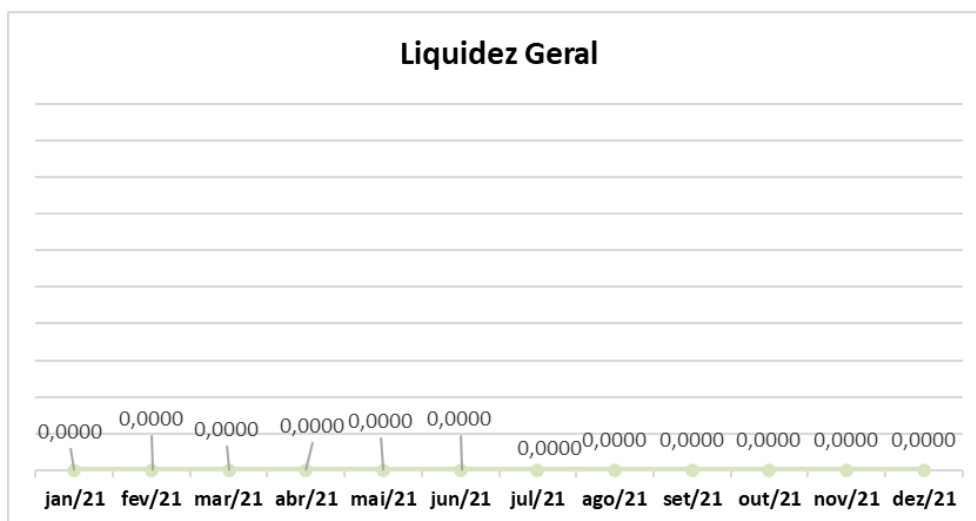 Liquidez Geral
0,0000 0,0000 0,0000 0,0000 0,0000 0,0000 0,0000 0,0000 0,0000 0,0000 0,0000 0,0000
jan/21 fev/21 mar/21 abr/21 mai/21 jun/21 jul/21 ago/21 set/21 out/21 nov/21 dez/21